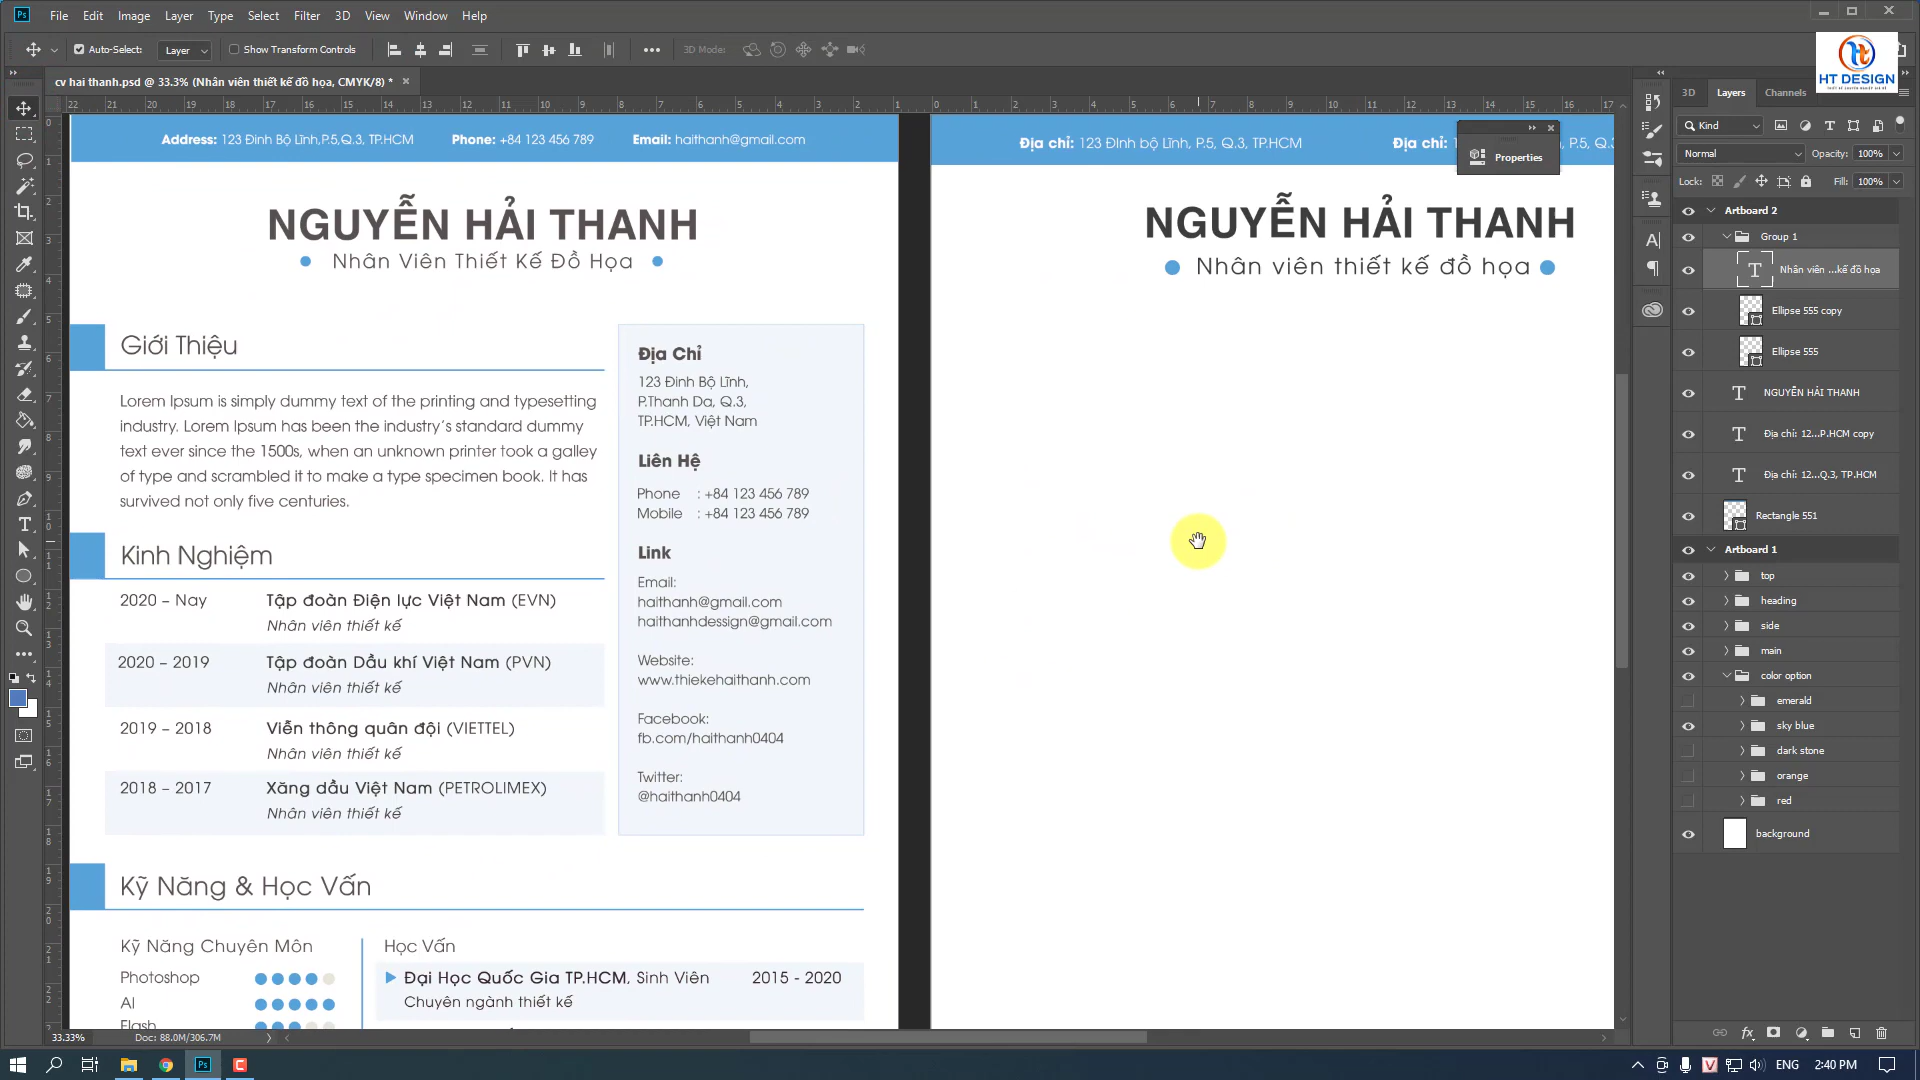 File Edit Image Layer Type Select Filter 3D View Window Help
Auto-Select: Layer Show Transform Controls 3D Mode:
HT DESIGN
cv hai thanh.psd @ 33.3% (Nhân viên thiết kế đồ họa, CMYK/8) *
Address: 123 Đinh Bộ Lĩnh,P.5,Q.3, TP.HCM Phone: +84 123 456 789 Email: haithanh@gmail.com
NGUYỄN HẢI THANH
Nhân Viên Thiết Kế Đồ Họa
Giới Thiệu
Lorem Ipsum is simply dummy text of the printing and typesetting
industry. Lorem Ipsum has been the industry's standard dummy
text ever since the 1500s, when an unknown printer took a galley
of type and scrambled it to make a type specimen book. It has
survived not only five centuries.
Kinh Nghiệm
2020 – Nay Tập đoàn Điện lực Việt Nam (EVN)
Nhân viên thiết kế
2020 – 2019 Tập đoàn Dầu khí Việt Nam (PVN)
Nhân viên thiết kế
2019 – 2018 Viễn thông quân đội (VIETTEL)
Nhân viên thiết kế
2018 – 2017 Xăng dầu Việt Nam (PETROLIMEX)
Nhân viên thiết kế
Địa Chỉ
123 Đinh Bộ Lĩnh,
P.Thanh Da, Q.3,
TP.HCM, Việt Nam
Liên Hệ
Phone : +84 123 456 789
Mobile : +84 123 456 789
Link
Email:
haithanh@gmail.com
haithanhdessign@gmail.com
Website:
www.thiekehaithanh.com
Facebook:
fb.com/haithanh0404
Twitter:
@haithanh0404
Kỹ Năng & Học Vấn
Kỹ Năng Chuyên Môn
Photoshop
AI
Flash
Học Vấn
Đại Học Quốc Gia TP.HCM, Sinh Viên 2015 - 2020
Chuyên ngành thiết kế
Địa chỉ: 123 ĐInh bộ Lĩnh, P.5, Q.3, TP.HCM Địa chỉ:
NGUYỄN HẢI THANH
Nhân viên thiết kế đồ họa
Properties
3D Layers Channels
Kind
Normal Opacity: 100%
Lock: Fill: 100%
Artboard 2
Group 1
Nhân viên ...kế đồ họa
Ellipse 555 copy
Ellipse 555
NGUYỄN HẢI THANH
Địa chỉ: 12...P.HCM copy
Địa chỉ: 12...Q.3, TP.HCM
Rectangle 551
Artboard 1
top
heading
side
main
color option
emerald
sky blue
dark stone
orange
red
background
33.33% Doc: 88.0M/306.7M
ENG 2:40 PM